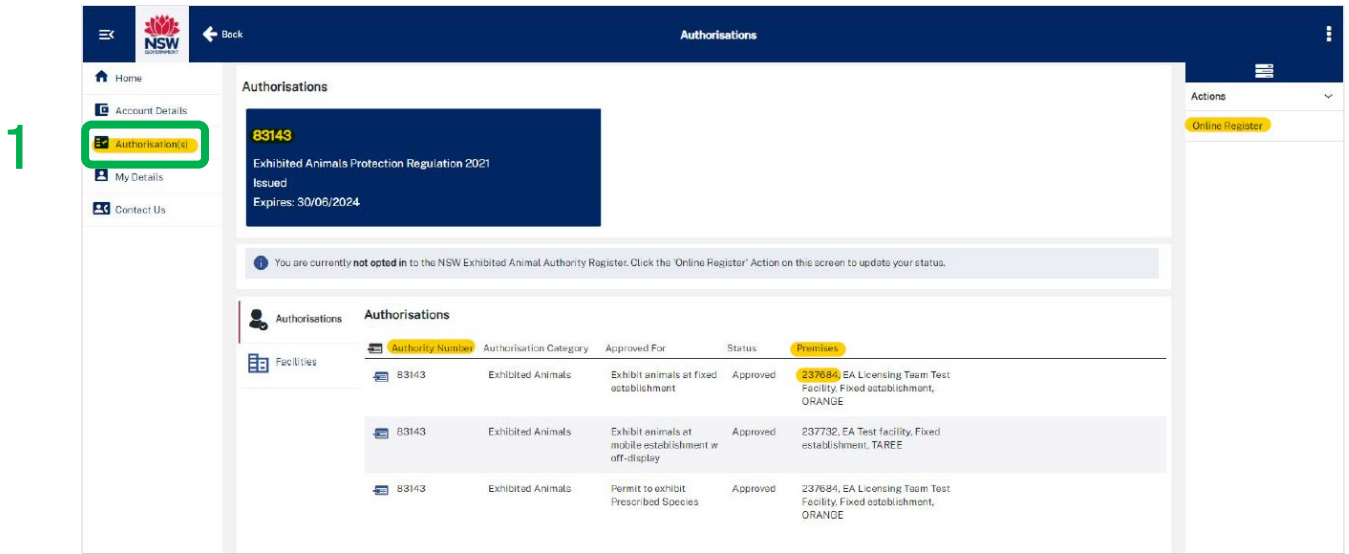 NSW
GOVERNMENT
Back
Authorisations
1
Home
Account Details
Authorisation(s)
My Details
Contact Us
Authorisations
83143
Exhibited Animals Protection Regulation 2021
Issued
Expires: 30/06/2024
Actions
Online Register
You are currently not opted in to the NSW Exhibited Animal Authority Register. Click the 'Online Register' Action on this screen to update your status.
Authorisations
Facilities
Authorisations
Authority Number Authorisation Category Approved For Status Premises
83143 Exhibited Animals Exhibit animals at fixed Approved 237684, EA Licensing Team Test
establishment Facility, Fixed establishment,
ORANGE
83143 Exhibited Animals Exhibit animals at Approved 237732, EA Test facility, Fixed
mobile establishment w establishment, TAREE
off-display
83143 Exhibited Animals Permit to exhibit Approved 237684, EA Licensing Team Test
Prescribed Species Facility, Fixed establishment,
ORANGE